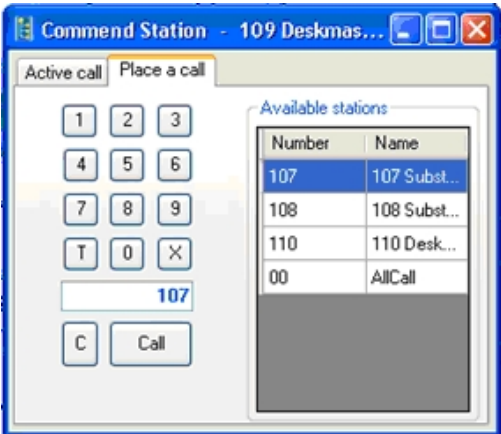 Commend Station - 109 Deskmas...
Active call Place a call
1 2 3
4 5 6
7 8 9
T 0 X
107
C Call
Available stations
Number Name
107 107 Subst...
108 108 Subst...
110 110 Desk...
00 AllCall